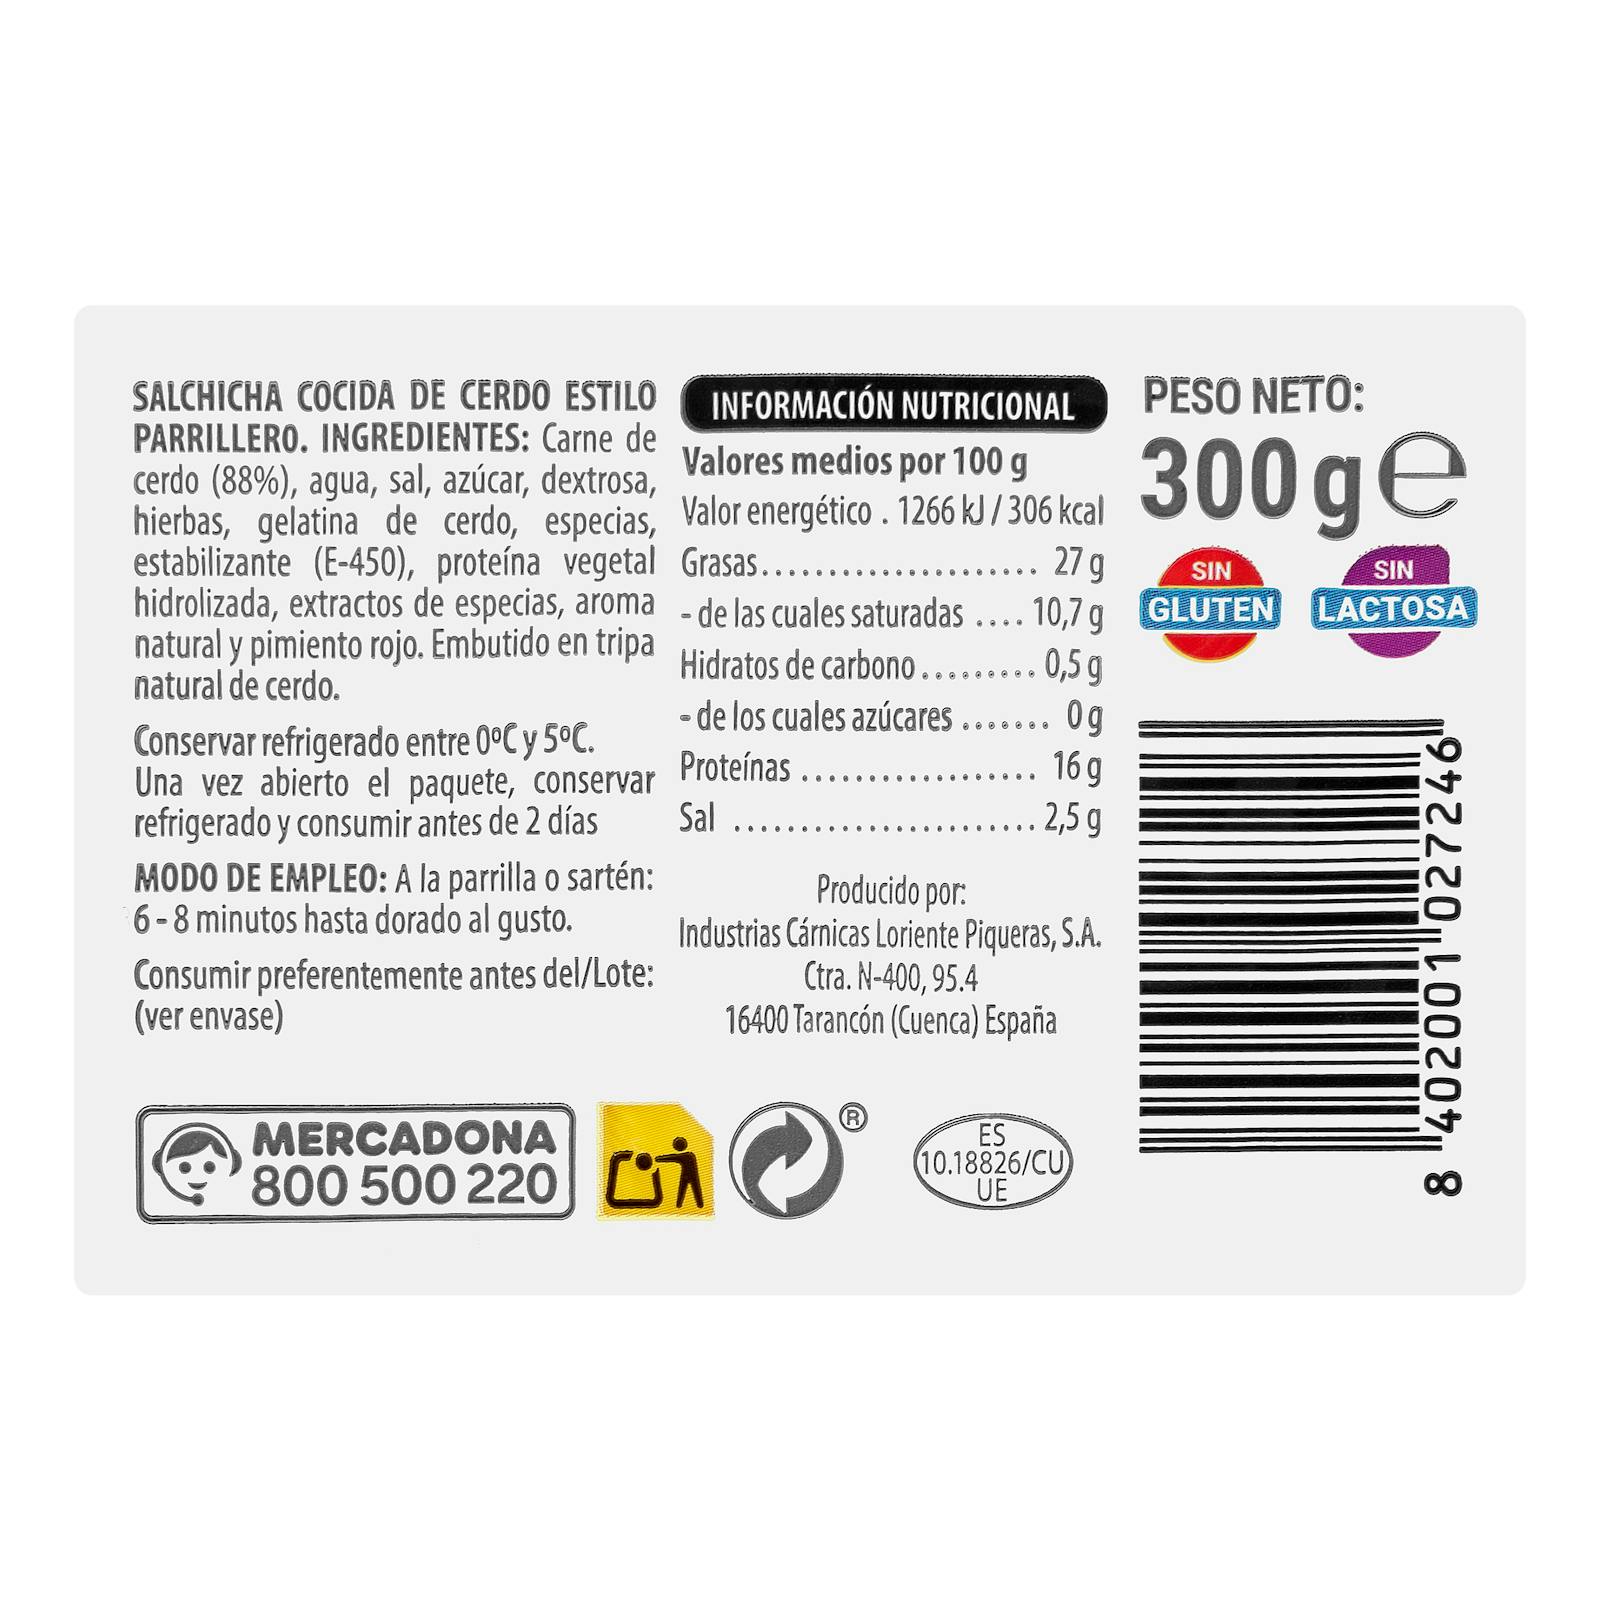 SALCHICHA COCIDA DE CERDO ESTILO
PARRILLERO. INGREDIENTES: Carne de
cerdo (88%), agua, sal, azúcar, dextrosa,
hierbas, gelatina de cerdo, especias,
estabilizante (E-450), proteína vegetal
hidrolizada, extractos de especias, aroma
natural y pimiento rojo. Embutido en tripa
natural de cerdo.
Conservar refrigerado entre 0ºC y 5ºC.
Una vez abierto el paquete, conservar
refrigerado y consumir antes de 2 días
MODO DE EMPLEO: A la parrilla o sartén:
6 - 8 minutos hasta dorado al gusto.
Consumir preferentemente antes del/Lote:
(ver envase)
MERCADONA
800 500 220
INFORMACIÓN NUTRICIONAL
Valores medios por 100 g
Valor energético . 1266 kJ / 306 kcal
Grasas..................... 27 g
- de las cuales saturadas .... 10,7 g
Hidratos de carbono ......... 0,5 g
- de los cuales azúcares ....... 0 g
Proteínas .................. 16 g
Sal ....................... 2,5 g
Producido por:
Industrias Cárnicas Loriente Piqueras, S.A.
Ctra. N-400, 95.4
16400 Tarancón (Cuenca) España
®
ES
10.18826/CU
UE
PESO NETO:
300 g e
SIN
GLUTEN
SIN
LACTOSA
8 402001 027246